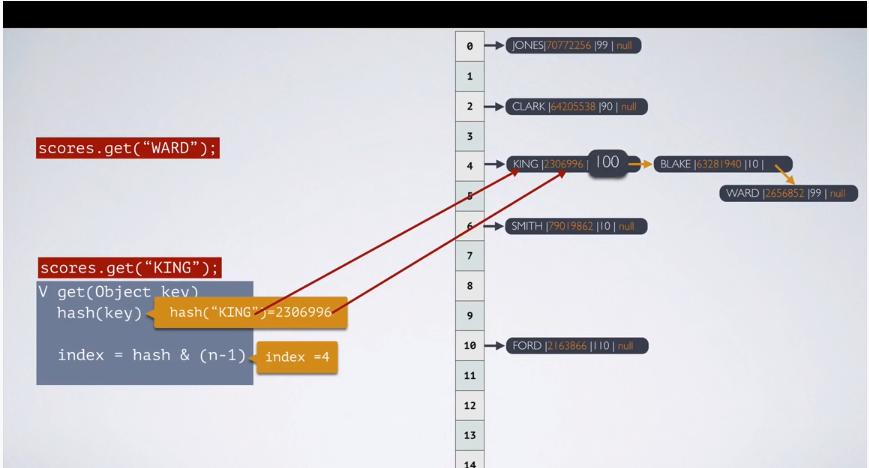 scores.get(“WARD”);
scores.get(“KING”);
V get(Object key)
hash(key)
hash(“KING”)=2306996
index = hash & (n-1)
index =4
0
JONES|70772256 |99 | null
1
2
CLARK |64205538 |90 | null
3
4
KING |2306996 |
100
BLAKE |63281940 |10 |
WARD |2656852 |99 | null
5
6
SMITH |79019862 |10 | null
7
8
9
10
FORD |2163866 |110 | null
11
12
13
14